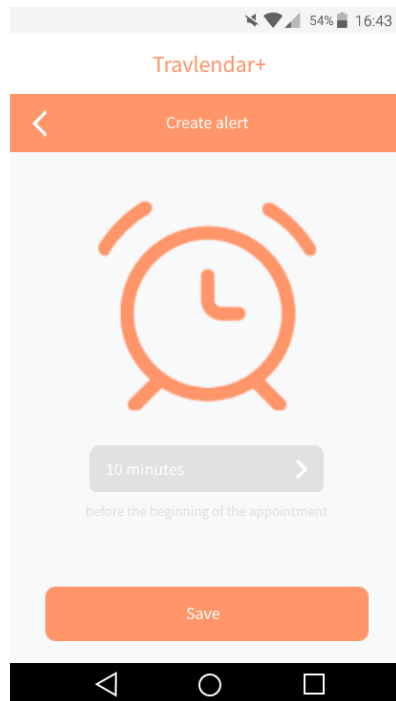 54% 16:43
Travlendar+
Create alert
10 minutes
before the beginning of the appointment
Save